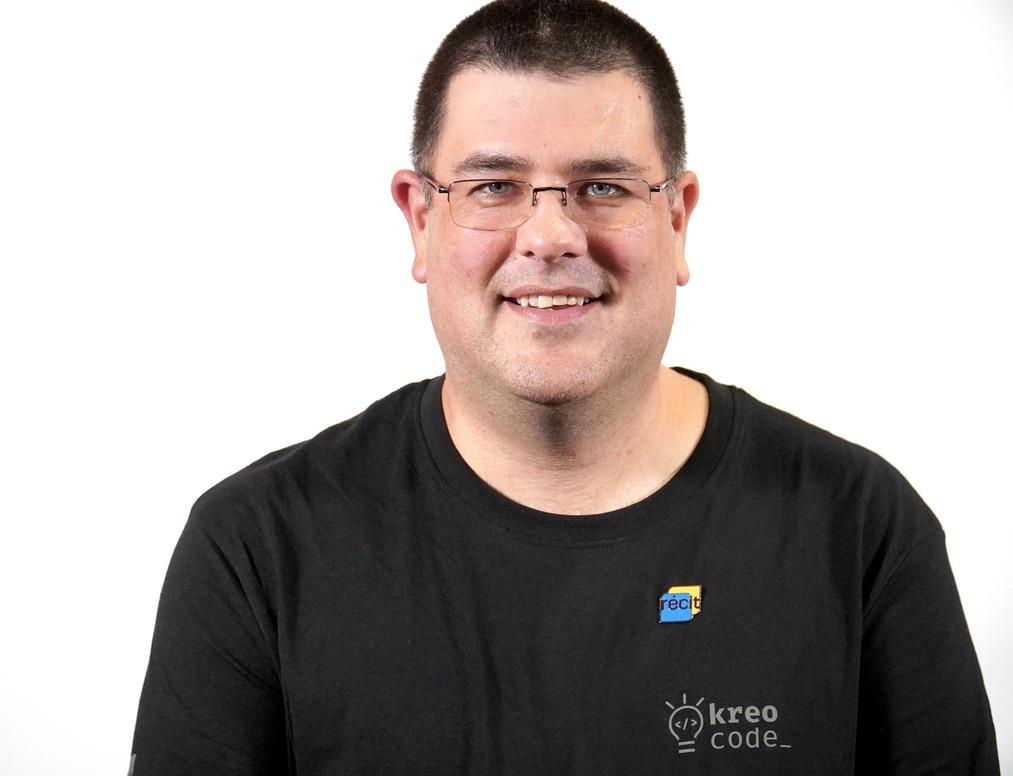 récit
</>
kreo
code_